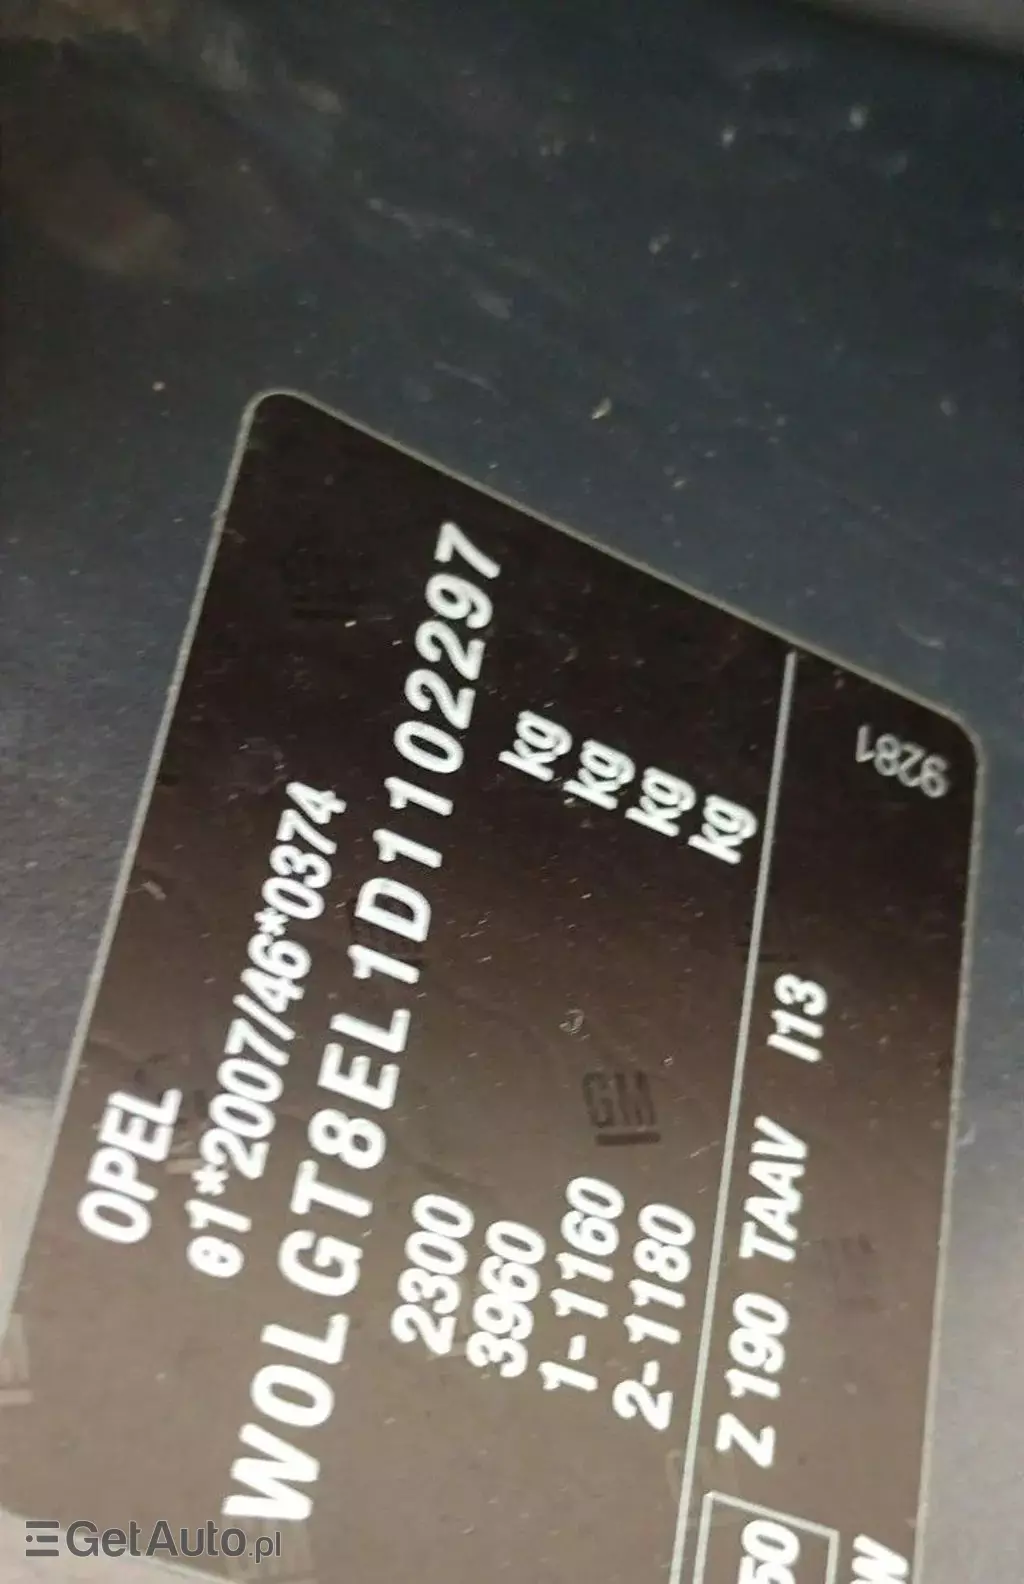 OPEL
e1*2007/46*0374
W0LGT8EL1D1102297
2300 kg
3960 kg
1-1160 kg
2-1180 kg
Z 190 TAAV I13
50
W
9281
GM
GetAuto.pl